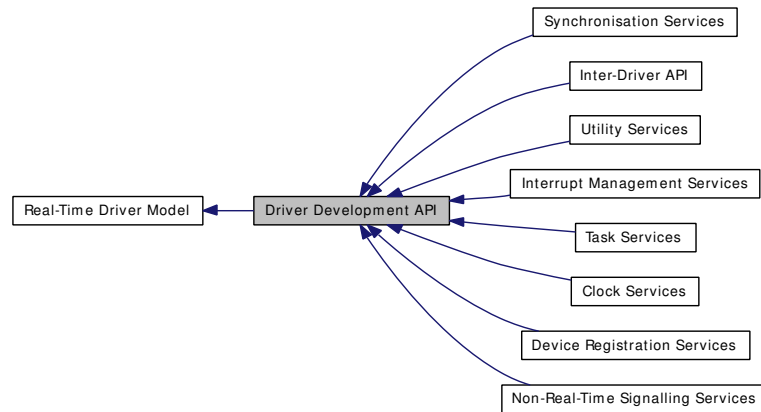 Synchronisation Services
Inter-Driver API
Utility Services
Interrupt Management Services
Real-Time Driver Model
Driver Development API
Task Services
Clock Services
Device Registration Services
Non-Real-Time Signalling Services